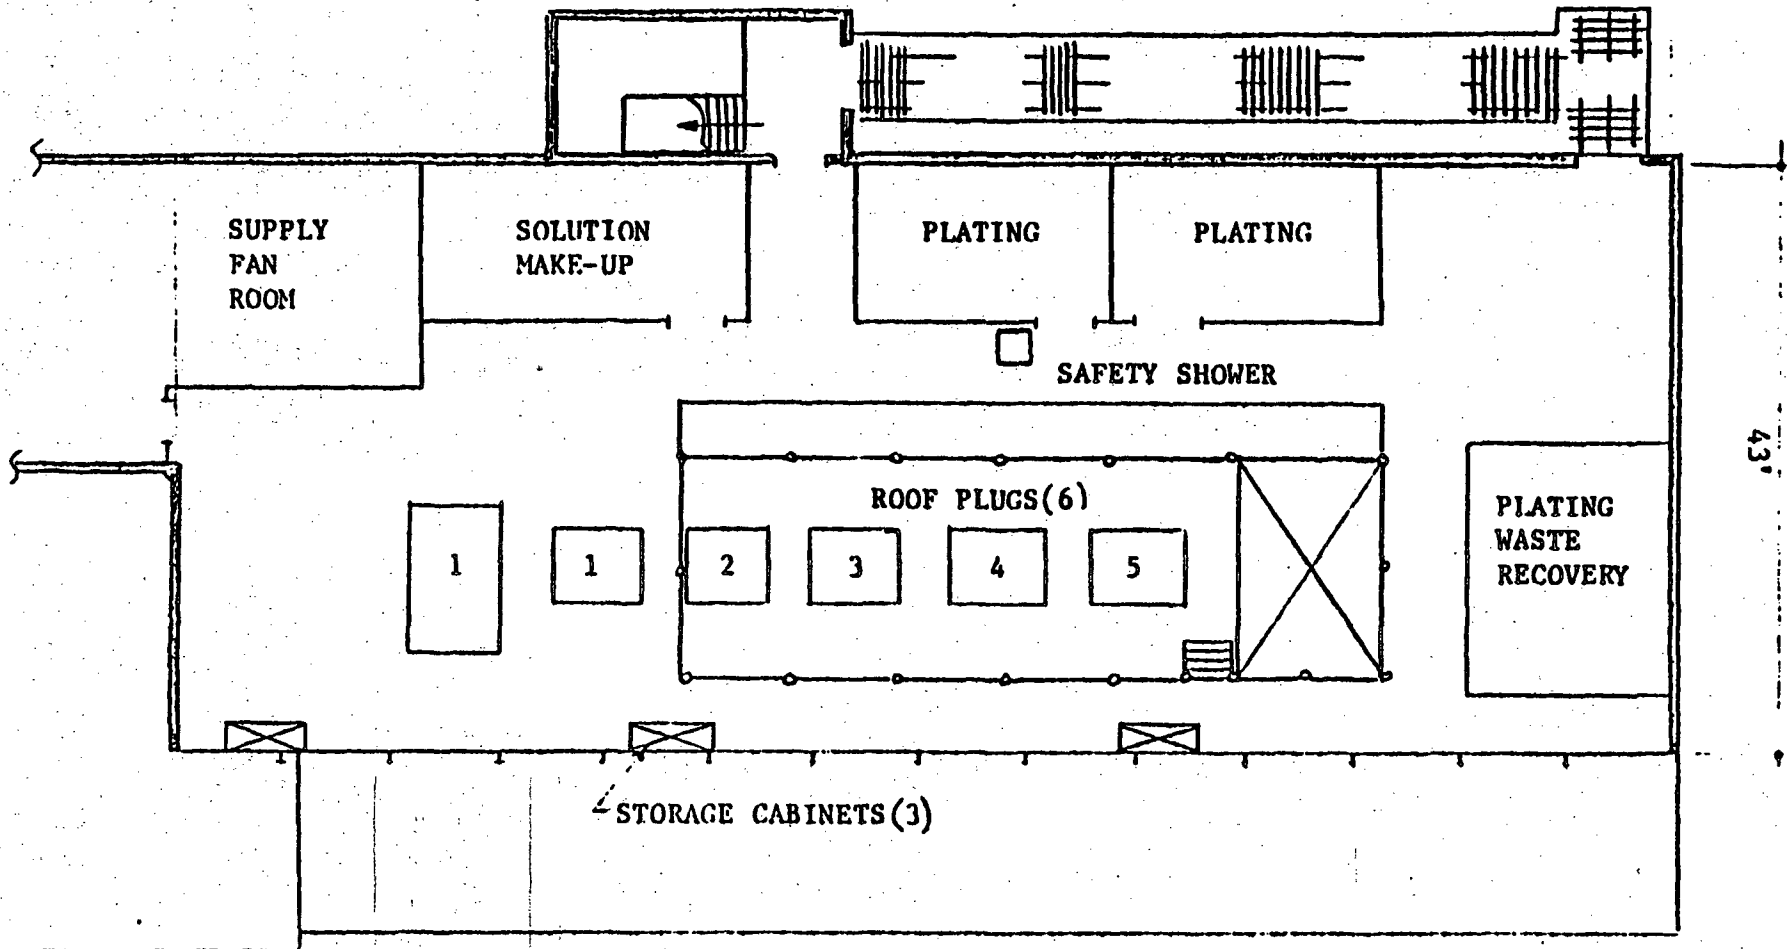 SUPPLY
FAN
ROOM
SOLUTION
MAKE-UP
PLATING
PLATING
SAFETY SHOWER
43'
ROOF PLUGS(6)
PLATING
WASTE
RECOVERY
1
1
2
3
4
5
STORAGE CABINETS(3)